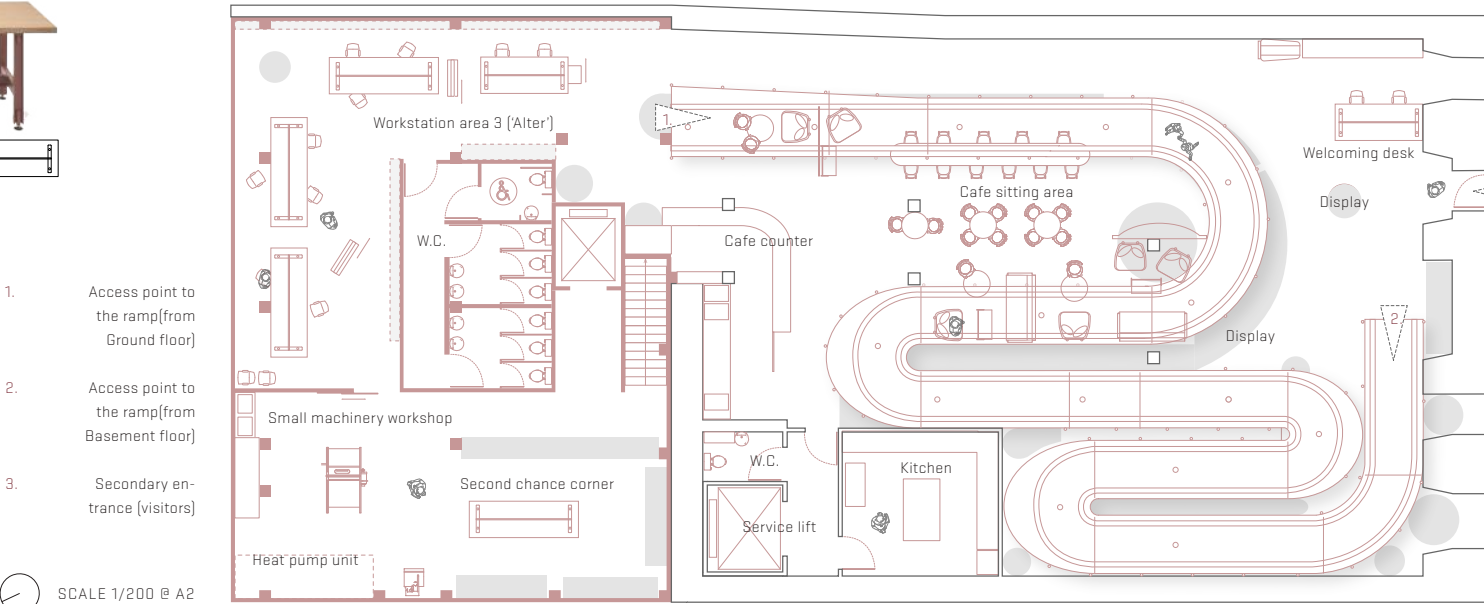 1.
Access point to
the ramp(from
Ground floor)
2.
Access point to
the ramp(from
Basement floor)
3.
Secondary en-
trance (visitors)
SCALE 1/200 @ A2
Workstation area 3 ('Alter')
1.
Welcoming desk
Cafe sitting area
Display
W.C.
Cafe counter
2
Display
Small machinery workshop
W.C.
Kitchen
Second chance corner
Service lift
Heat pump unit